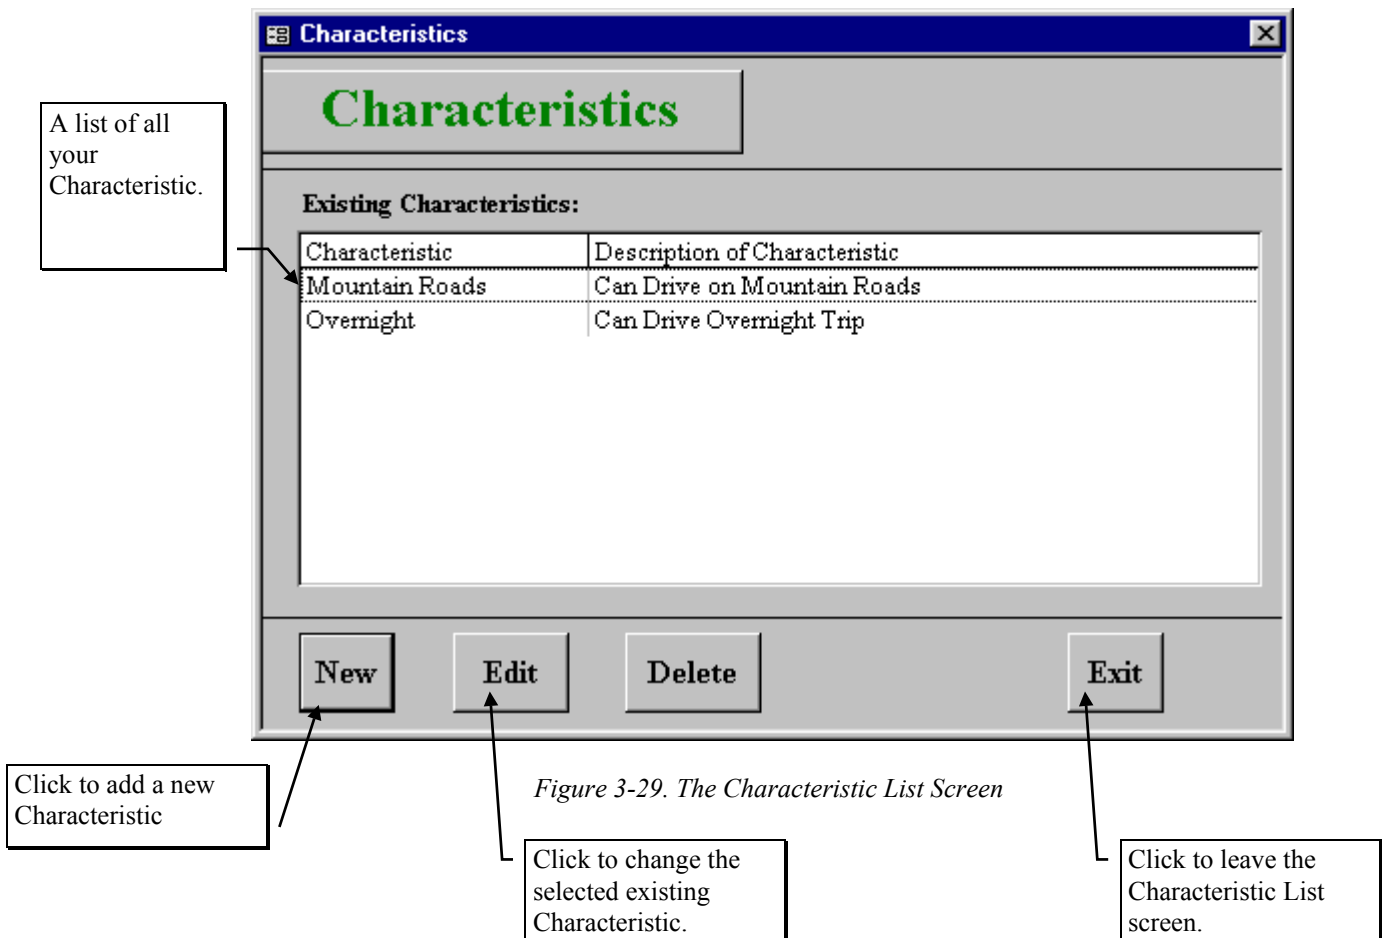 Characteristics
Characteristics
A list of all
your
Characteristic.
Existing Characteristics:
Characteristic Description of Characteristic
Mountain Roads Can Drive on Mountain Roads
Overnight Can Drive Overnight Trip
New Edit Delete Exit
Click to add a new
Characteristic
Figure 3-29. The Characteristic List Screen
Click to change the
selected existing
Characteristic.
Click to leave the
Characteristic List
screen.